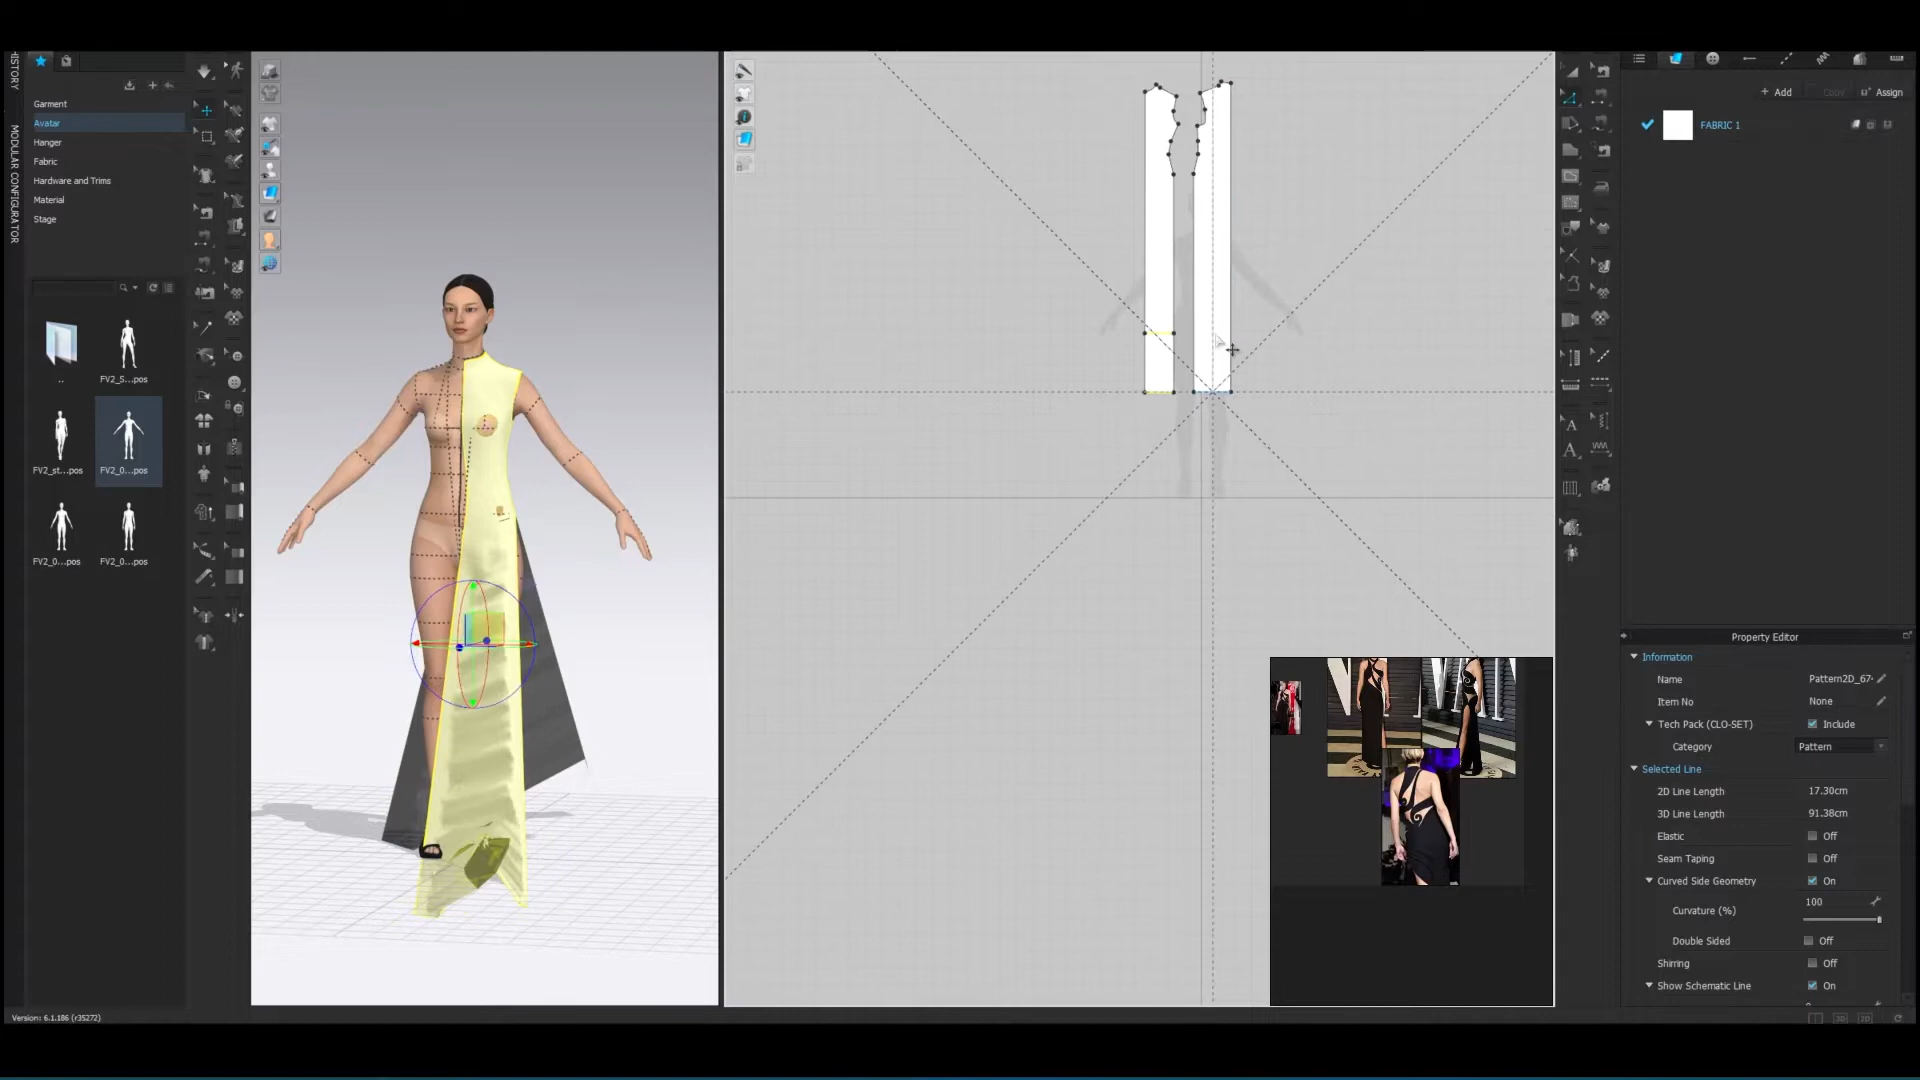 HISTORY
MODULAR CONFIGURATOR
Garment
Avatar
Hanger
Fabric
Hardware and Trims
Material
Stage
..
FV2_S...pos
FV2_st...pos
FV2_0...pos
FV2_0...pos
FV2_0...pos
Version: 6.1.186 (r35272)
+ Add
Copy
Assign
FABRIC 1
Property Editor
Information
Name
Pattern2D_67
Item No
None
Tech Pack (CLO-SET)
Include
Category
Pattern
Selected Line
2D Line Length
17.30cm
3D Line Length
91.38cm
Elastic
Off
Seam Taping
Off
Curved Side Geometry
On
Curvature (%)
100
Double Sided
Off
Shirring
Off
Show Schematic Line
On
3D
2D